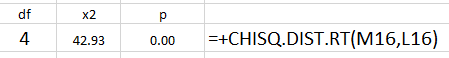 df x2 p
4 42.93 0.00 =+CHISQ.DIST.RT(M16,L16)